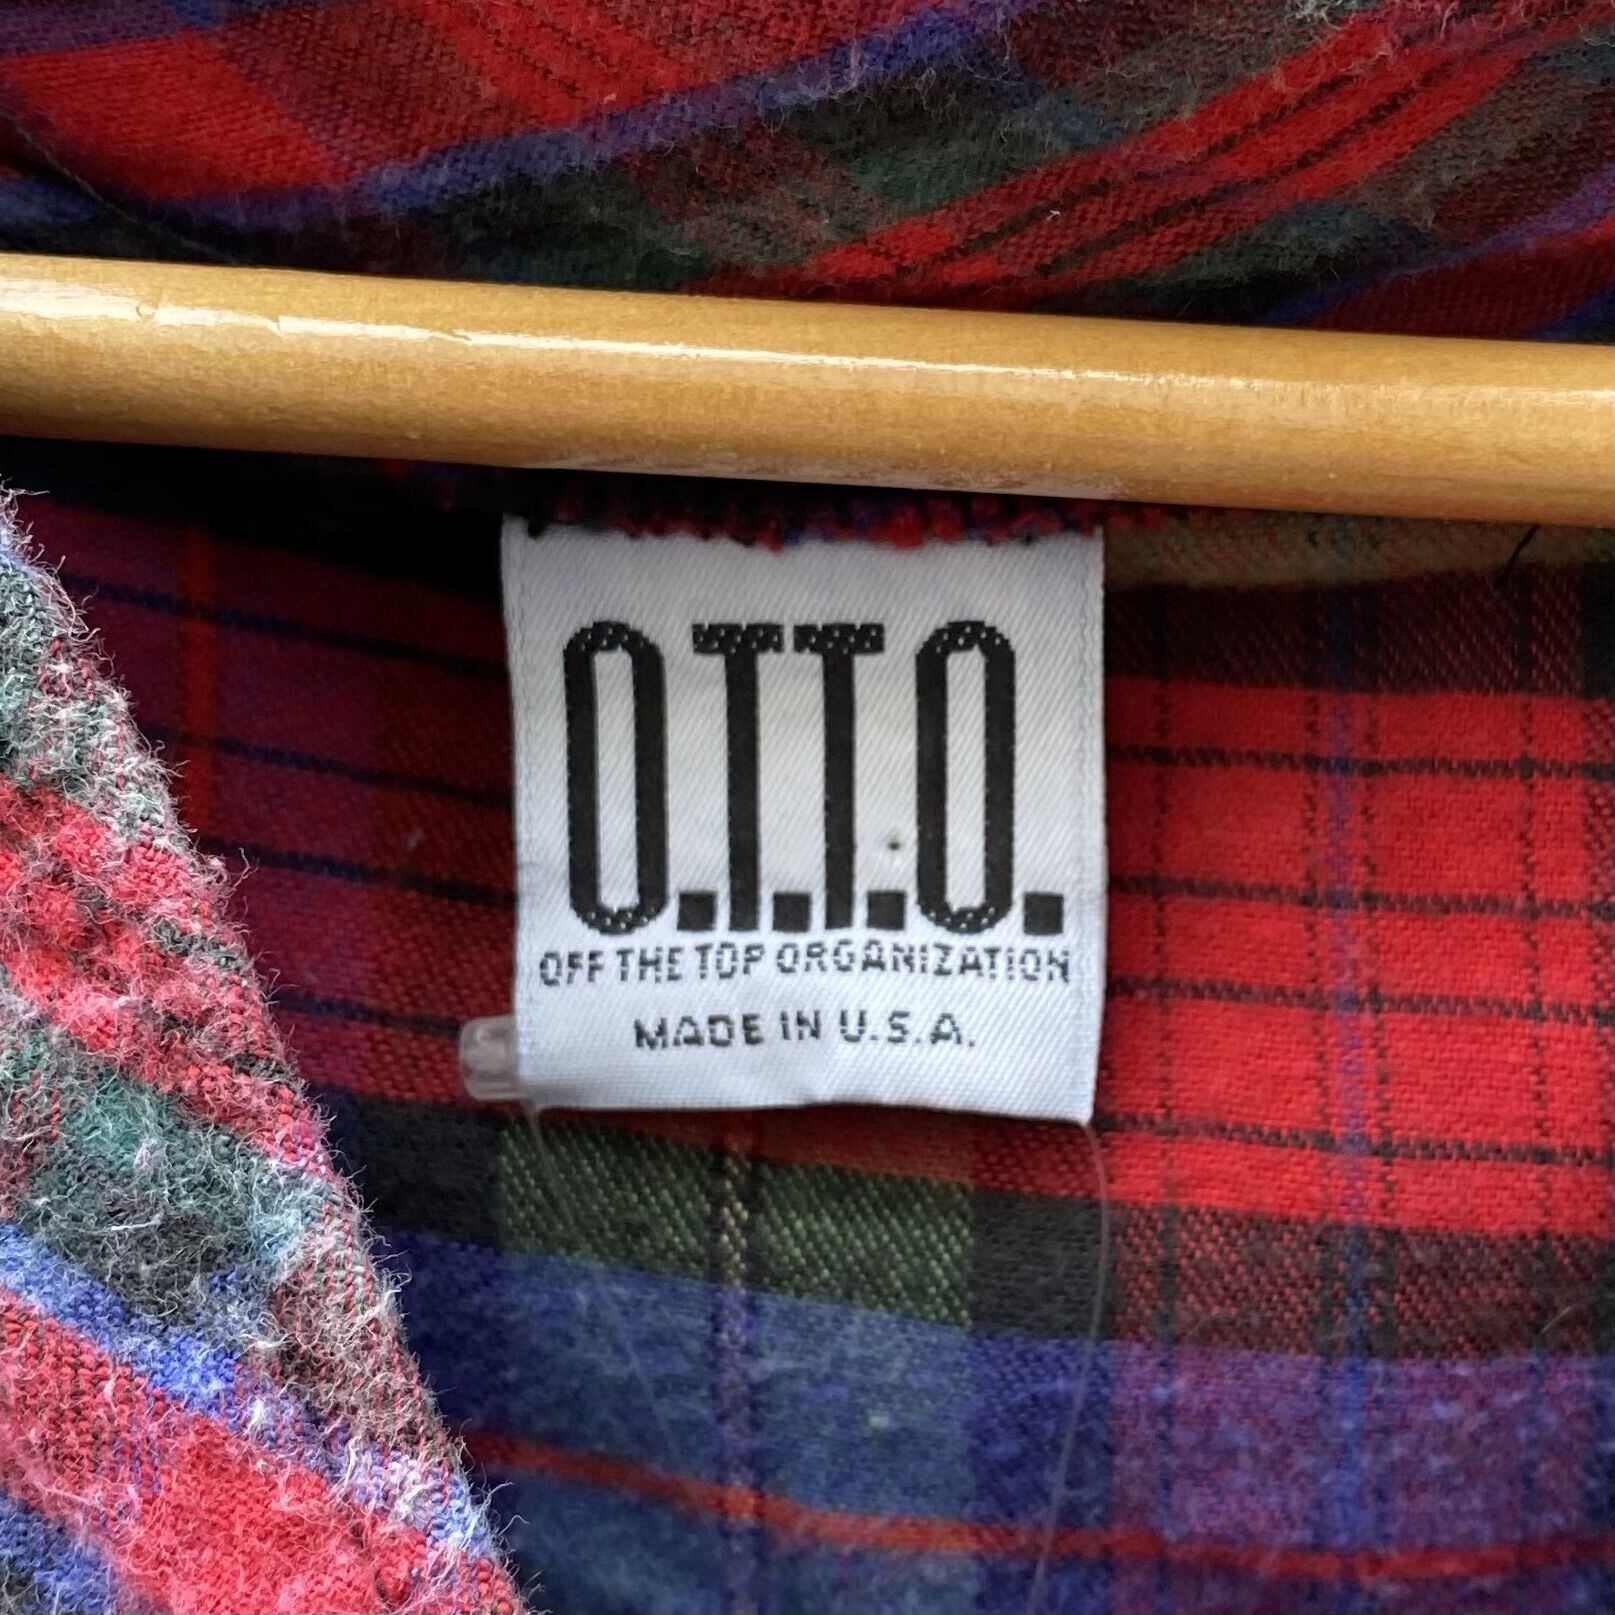 O.T.T.O.
OFF THE TOP ORGANIZATION
MADE IN U.S.A.